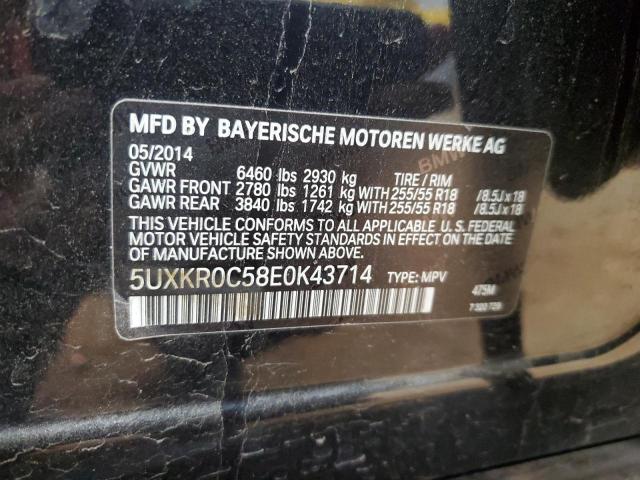 MFD BY BAYERISCHE MOTOREN WERKE AG
05/2014
GVWR 6460 lbs 2930 kg TIRE / RIM
GAWR FRONT 2780 lbs 1261 kg WITH 255/55 R18 /8.5J x 18
GAWR REAR 3840 lbs 1742 kg WITH 255/55 R18 /8.5J x 18
THIS VEHICLE CONFORMS TO ALL APPLICABLE U. S. FEDERAL
MOTOR VEHICLE SAFETY STANDARDS IN EFFECT ON THE
DATE OF MANUFACTURE SHOWN ABOVE.
5UXKR0C58E0K43714 TYPE: MPV
475M
7 320 729